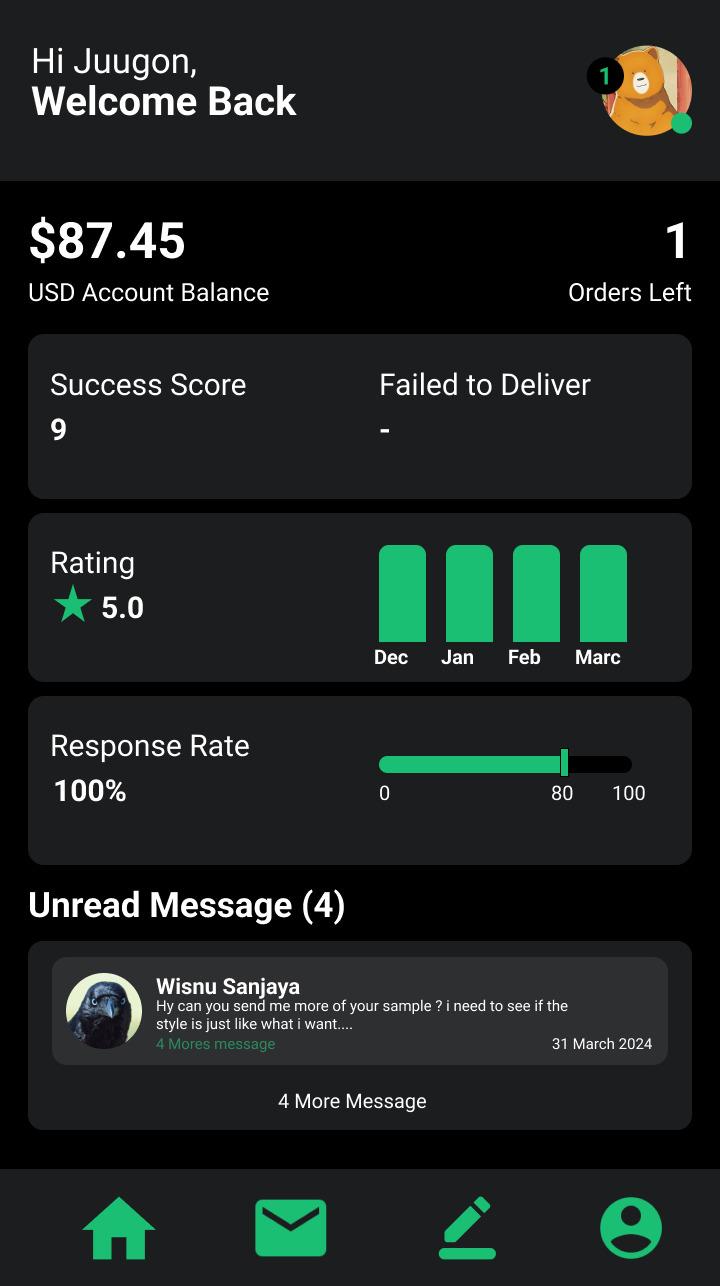 Hi Juugon,
Welcome Back
1
$87.45
1
USD Account Balance
Orders Left
Success Score
Failed to Deliver
9
-
Rating
5.0
Dec
Jan
Feb
Marc
Response Rate
100%
0
80
100
Unread Message (4)
Wisnu Sanjaya
Hy can you send me more of your sample ? i need to see if the
style is just like what i want....
4 Mores message
31 March 2024
4 More Message